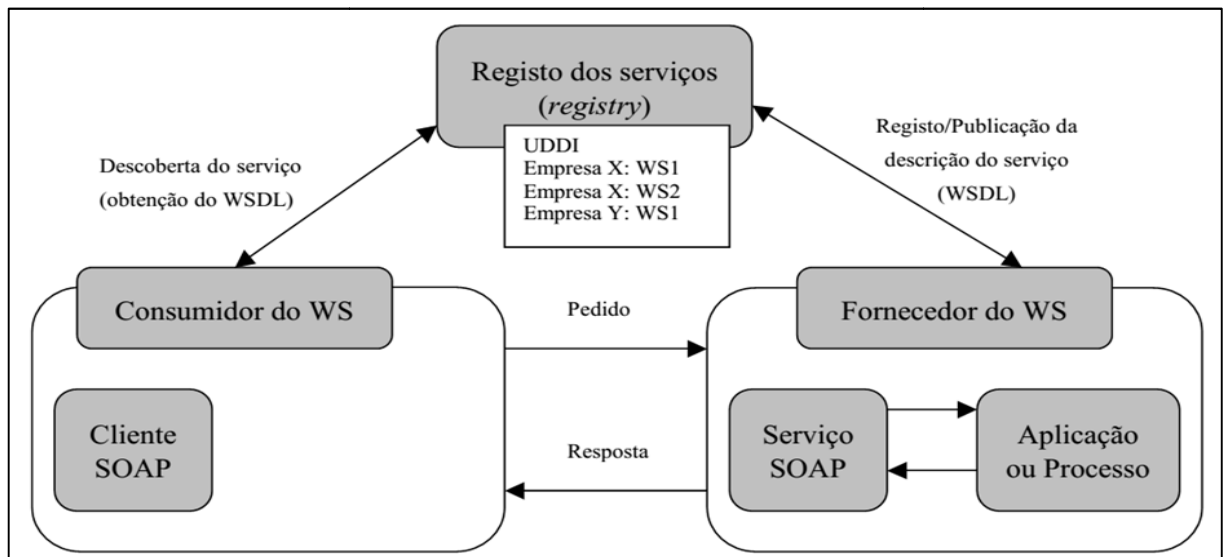 Registo dos serviços
(registry)
UDDI
Empresa X: WS1
Empresa X: WS2
Empresa Y: WS1
Descoberta do serviço
(obtenção do WSDL)
Registo/Publicação da
descrição do serviço
(WSDL)
Consumidor do WS
Pedido
Fornecedor do WS
Cliente
SOAP
Resposta
Serviço
SOAP
Aplicação
ou Processo